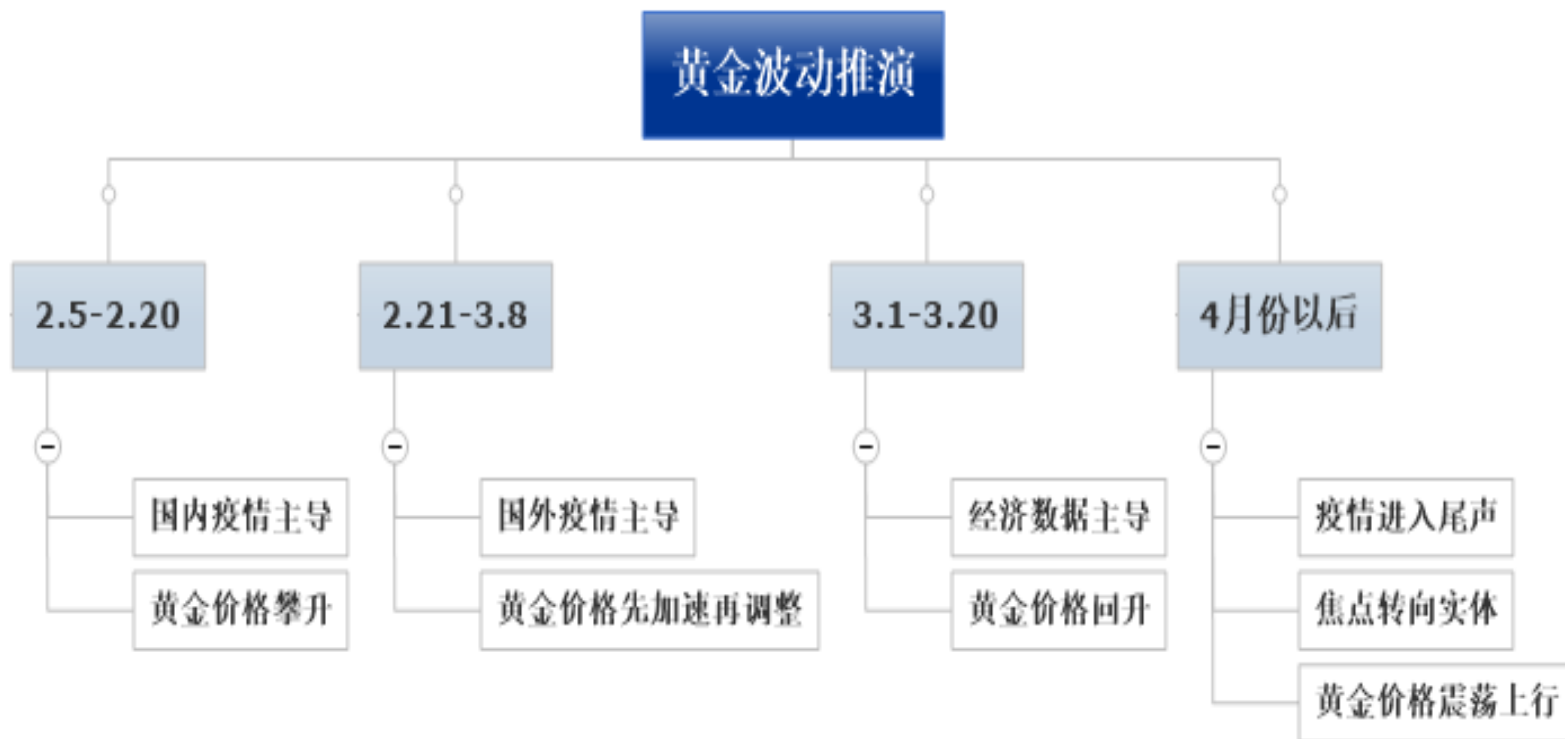 黄金波动推演
2.5-2.20
国内疫情主导
黄金价格攀升
2.21-3.8
国外疫情主导
黄金价格先加速再调整
3.1-3.20
经济数据主导
黄金价格回升
4月份以后
疫情进入尾声
焦点转向实体
黄金价格震荡上行